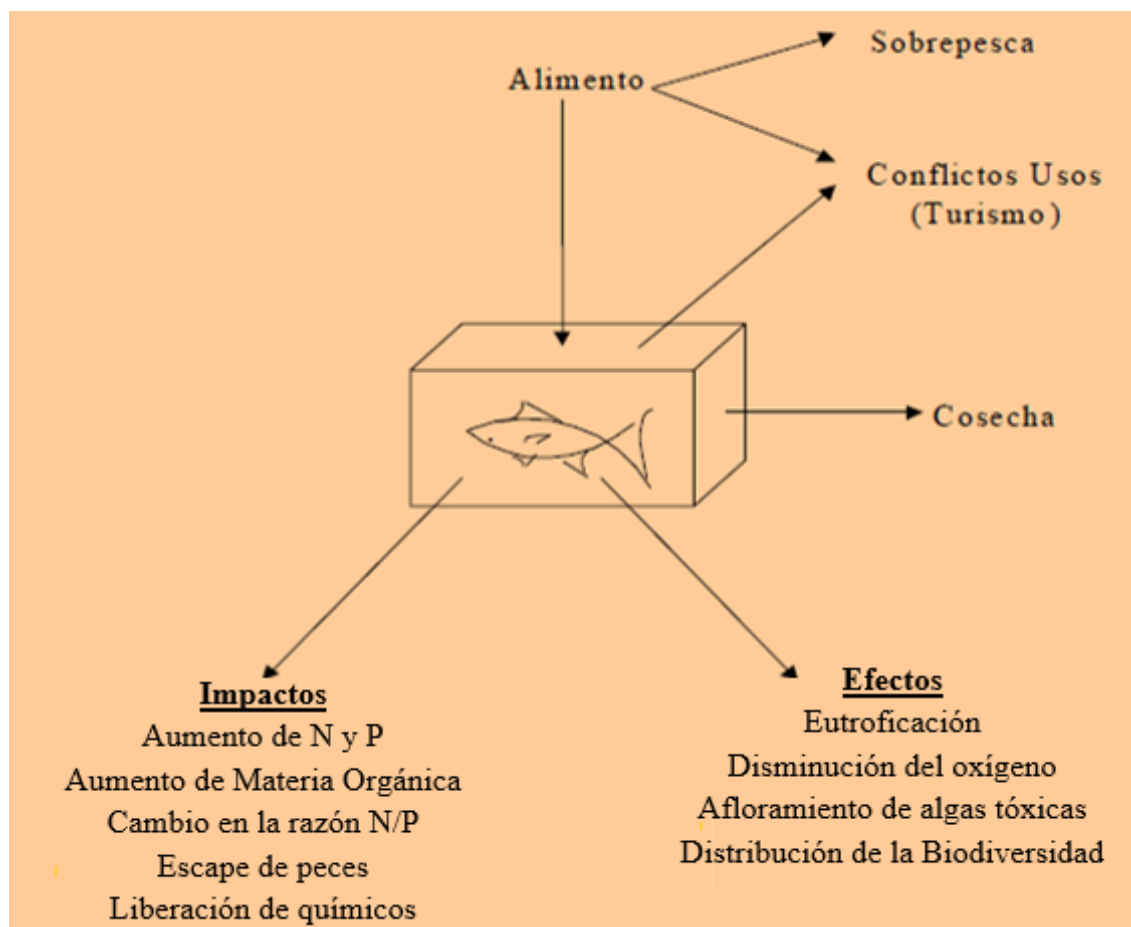 Sobrepesca
Alimento
Conflictos Usos
(Turismo)
Cosecha
Impactos
Aumento de N y P
Aumento de Materia Orgánica
Cambio en la razón N/P
Escape de peces
Liberación de químicos
Efectos
Eutroficación
Disminución del oxígeno
Afloramiento de algas tóxicas
Distribución de la Biodiversidad